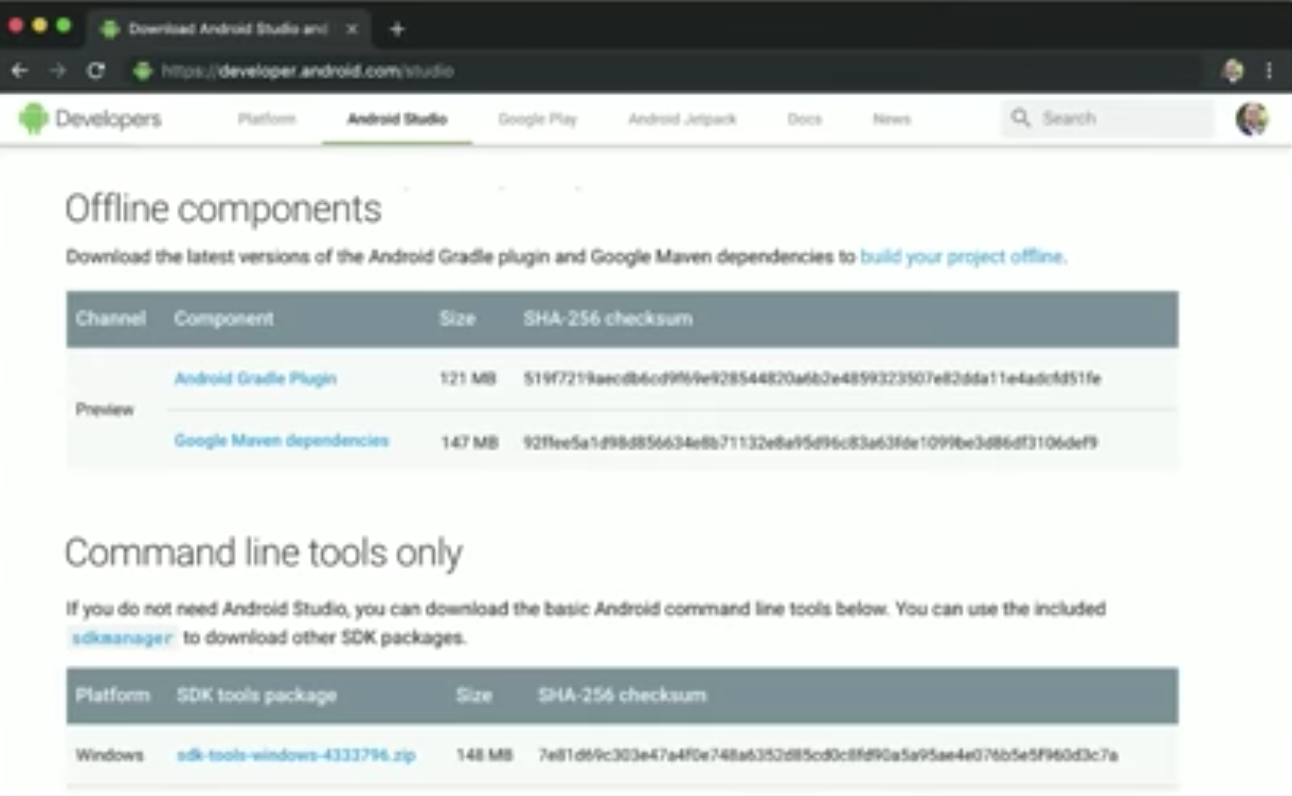 Download Android Studio and
https://developer.android.com/studio
Developers Platform Android Studio Google Play Android Jetpack Docs News Search
Offline components
Download the latest versions of the Android Gradle plugin and Google Maven dependencies to build your project offline.
Channel Component Size SHA-256 checksum
Android Gradle Plugin 121 MB
Preview
Google Maven dependencies 147 MB
Command line tools only
If you do not need Android Studio, you can download the basic Android command line tools below. You can use the included
sdkmanager to download other SDK packages.
Platform SDK tools package Size SHA-256 checksum
Windows sdk-tools-windows-4333796.zip 148 MB